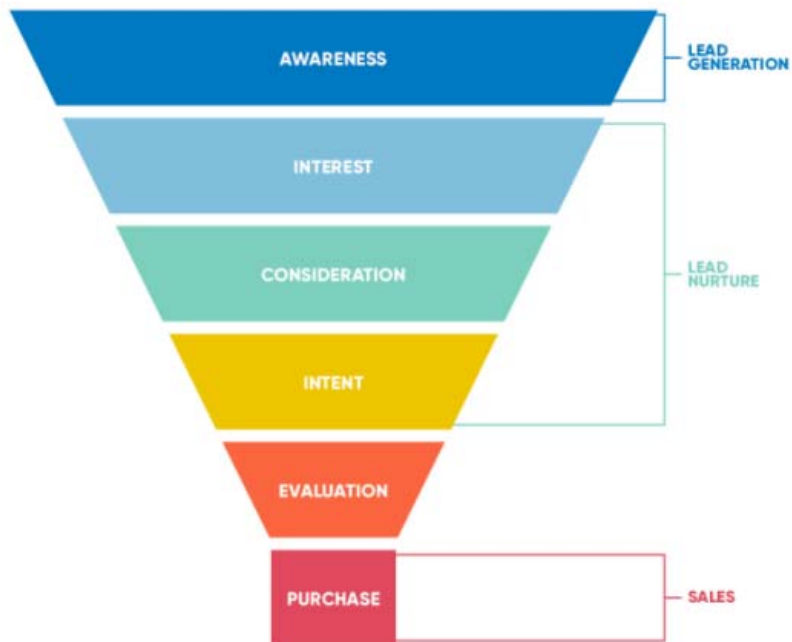 AWARENESS
LEAD
GENERATION
INTEREST
CONSIDERATION
LEAD
NURTURE
INTENT
EVALUATION
PURCHASE
SALES